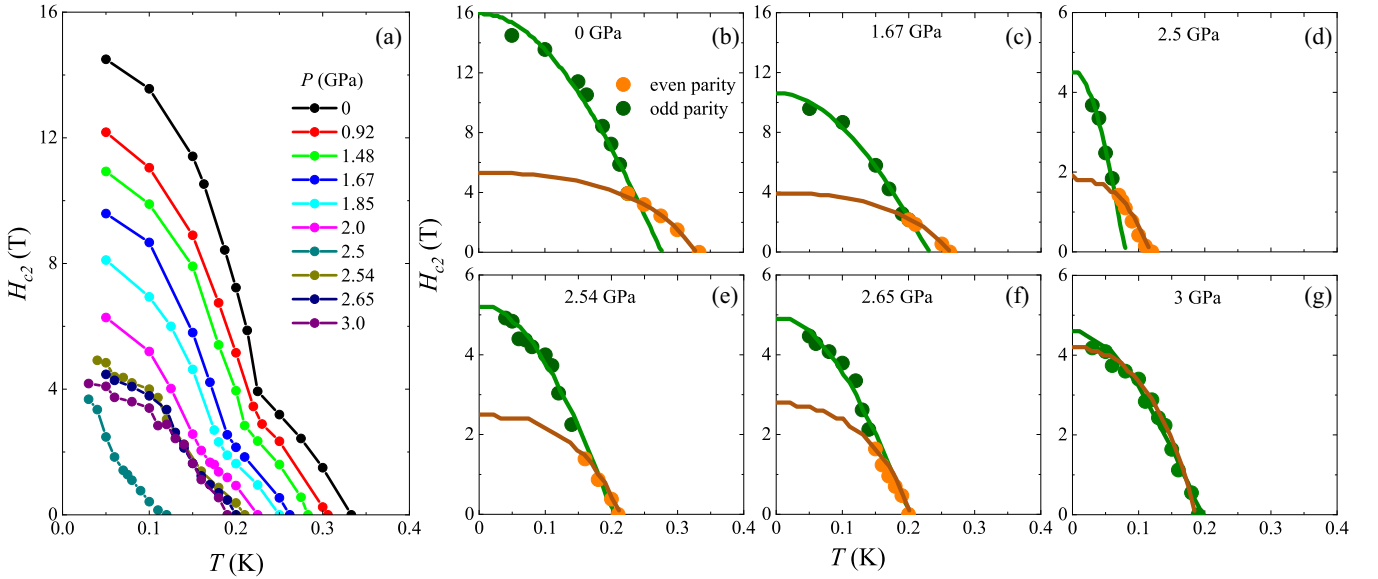 (a)
P (GPa)
0
0.92
1.48
1.67
1.85
2.0
2.5
2.54
2.65
3.0
16
12
8
4
0
H_{c2} (T)
0.0 0.1 0.2 0.3 0.4
T (K)
0 GPa (b)
even parity
odd parity
16
12
8
4
0
H_{c2} (T)
1.67 GPa (c)
16
12
8
4
0
2.5 GPa (d)
6
4
2
0
2.54 GPa (e)
6
4
2
0
0 0.1 0.2 0.3 0.4
2.65 GPa (f)
6
4
2
0
0 0.1 0.2 0.3 0.4
3 GPa (g)
6
4
2
0
0 0.1 0.2 0.3 0.4
T (K)